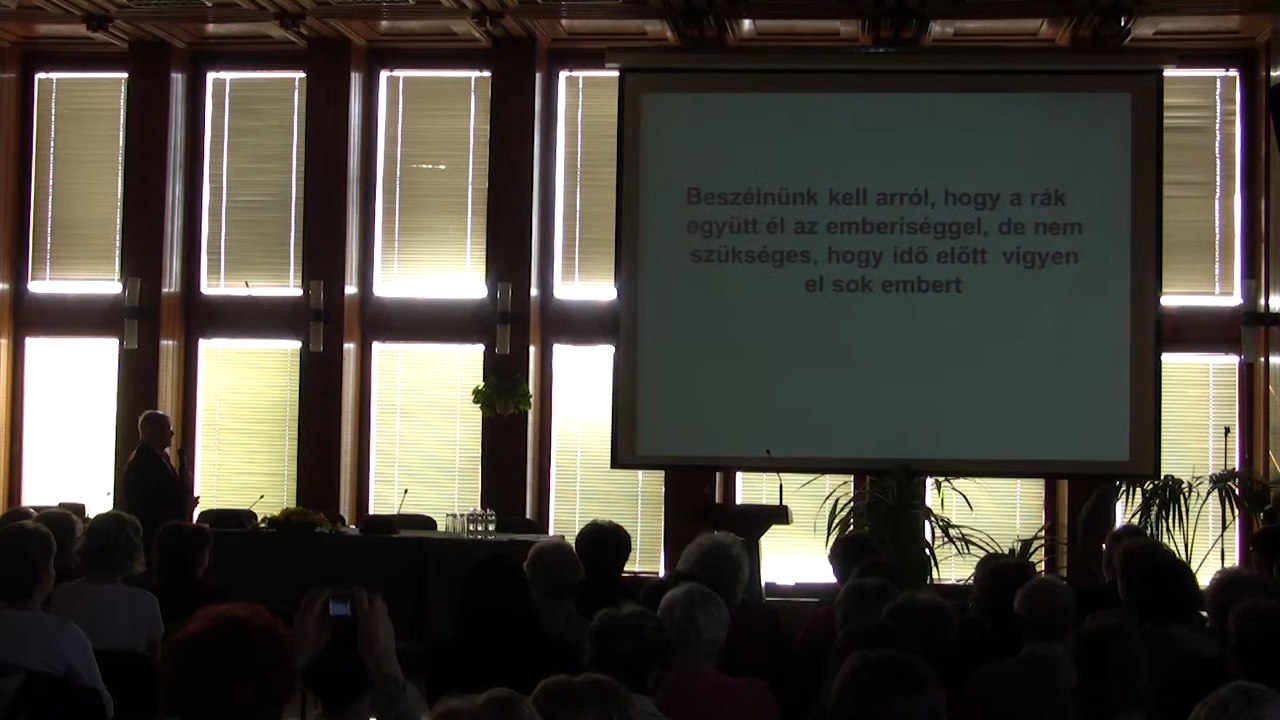 Beszélnünk kell arról, hogy a rák
együtt él az emberiséggel, de nem
szükséges, hogy idő előtt vigyen
el sok embert